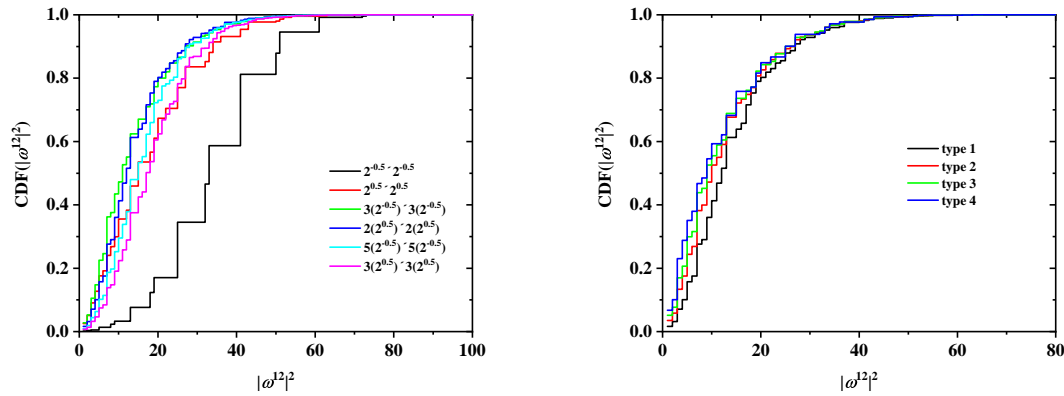 1.0
0.8
0.6
0.4
0.2
0.0
CDF(|ω¹²|²)
2⁻⁰·⁵´2⁻⁰·⁵
2⁰·⁵´2⁰·⁵
3(2⁻⁰·⁵)´3(2⁻⁰·⁵)
2(2⁰·⁵)´2(2⁰·⁵)
5(2⁻⁰·⁵)´5(2⁻⁰·⁵)
3(2⁰·⁵)´3(2⁰·⁵)
0 20 40 60 80 100
|ω¹²|²
1.0
0.8
0.6
0.4
0.2
0.0
CDF(|ω¹²|²)
type 1
type 2
type 3
type 4
0 20 40 60 80
|ω¹²|²